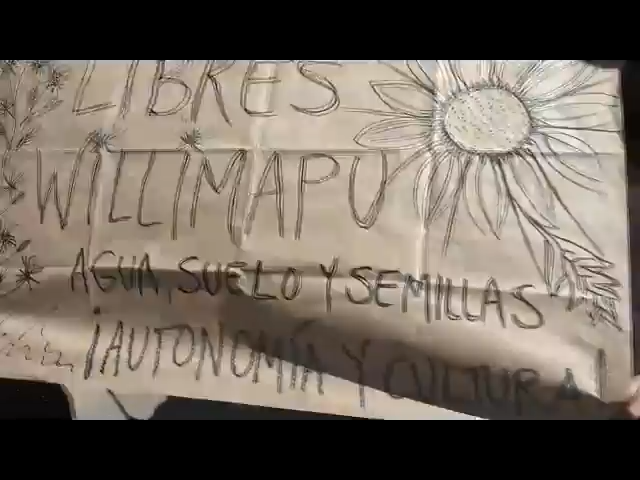 LIBRES
WILLIMAPU
AGUA, SUELO Y SEMILLAS
¡AUTONOMÍA Y CULTURA!